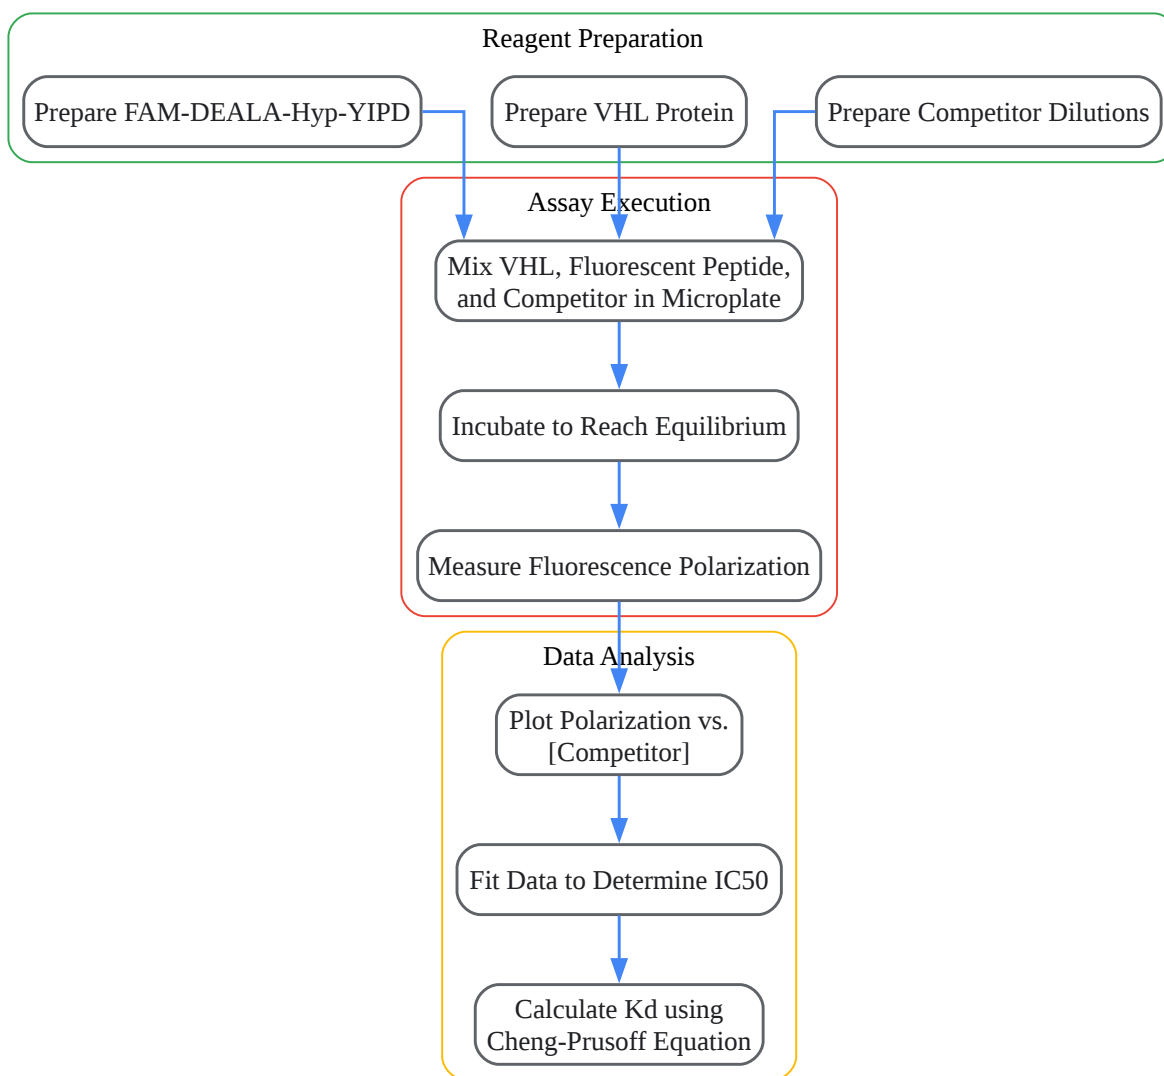 Reagent Preparation
Prepare FAM-DEALA-Hyp-YIPD
Prepare VHL Protein
Prepare Competitor Dilutions
Assay Execution
Mix VHL, Fluorescent Peptide,
and Competitor in Microplate
Incubate to Reach Equilibrium
Measure Fluorescence Polarization
Data Analysis
Plot Polarization vs.
[Competitor]
Fit Data to Determine IC50
Calculate Kd using
Cheng-Prusoff Equation